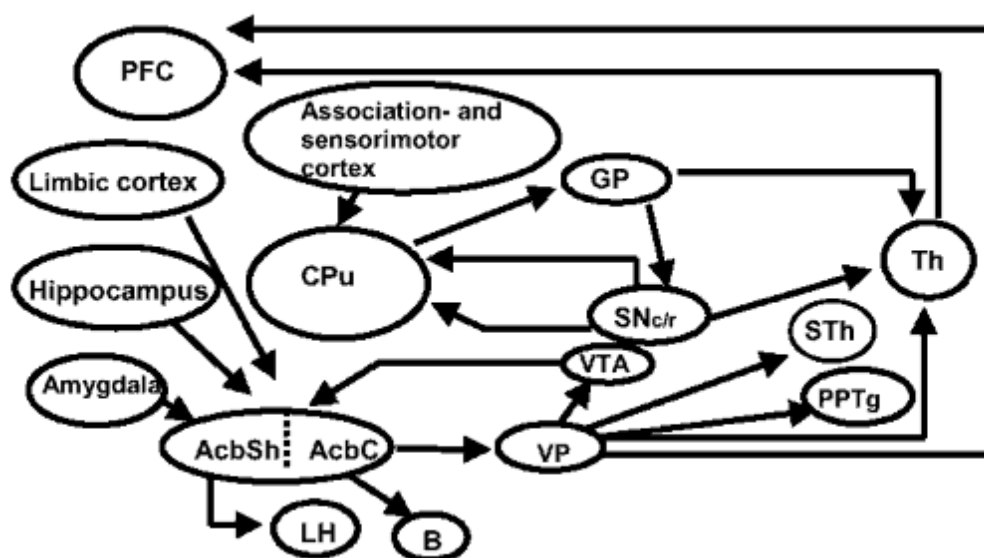 PFC
Association- and
sensorimotor
cortex
Limbic cortex
GP
Hippocampus
CPu
Th
SNc/r
STh
VTA
Amygdala
PPTg
AcbSh
AcbC
VP
LH
B